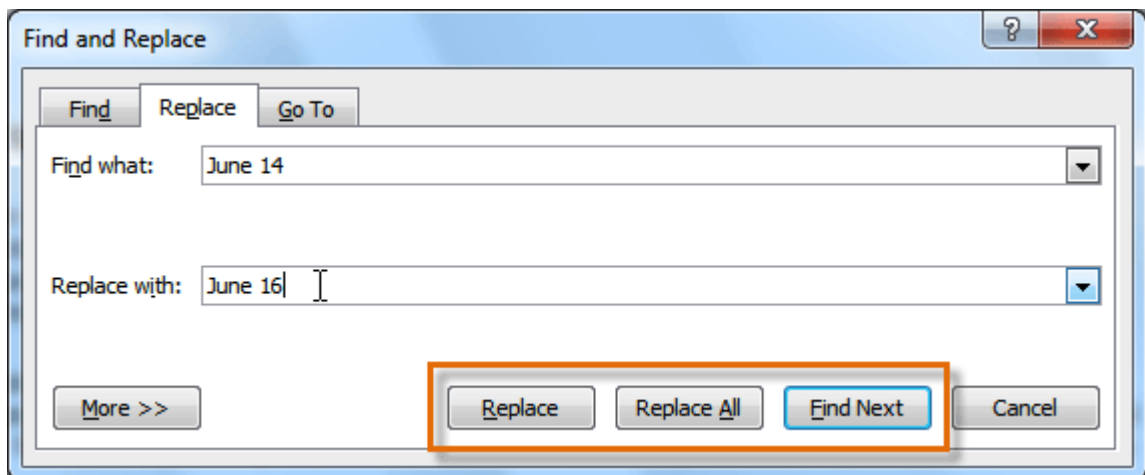 Find and Replace
Find Replace Go To
Find what: June 14
Replace with: June 16
More >> Replace Replace All Find Next Cancel